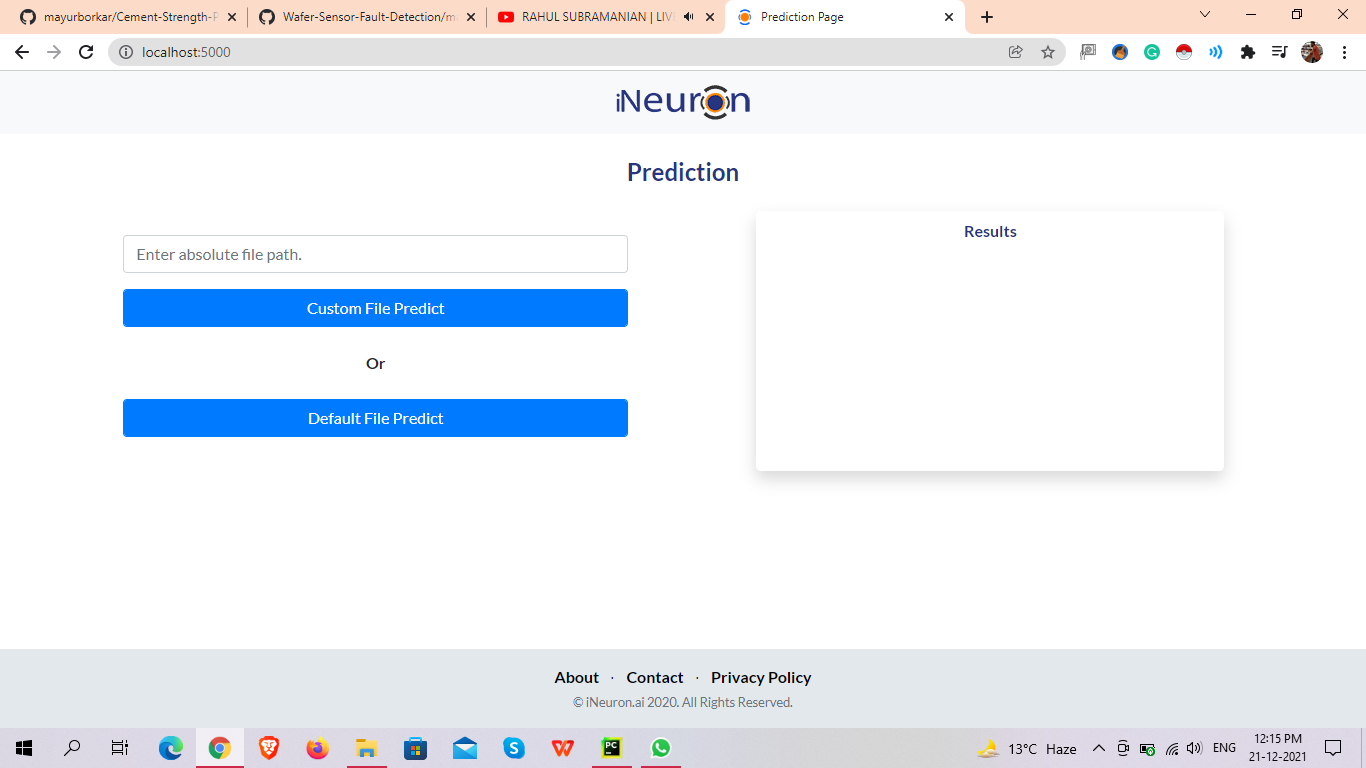 mayurborkar/Cement-Strength-P
Wafer-Sensor-Fault-Detection/m
RAHUL SUBRAMANIAN | LIV
Prediction Page
localhost:5000
iNeuron
Prediction
Enter absolute file path.
Custom File Predict
Or
Default File Predict
Results
About · Contact · Privacy Policy
© iNeuron.ai 2020. All Rights Reserved.
13°C Haze
ENG
12:15 PM
21-12-2021